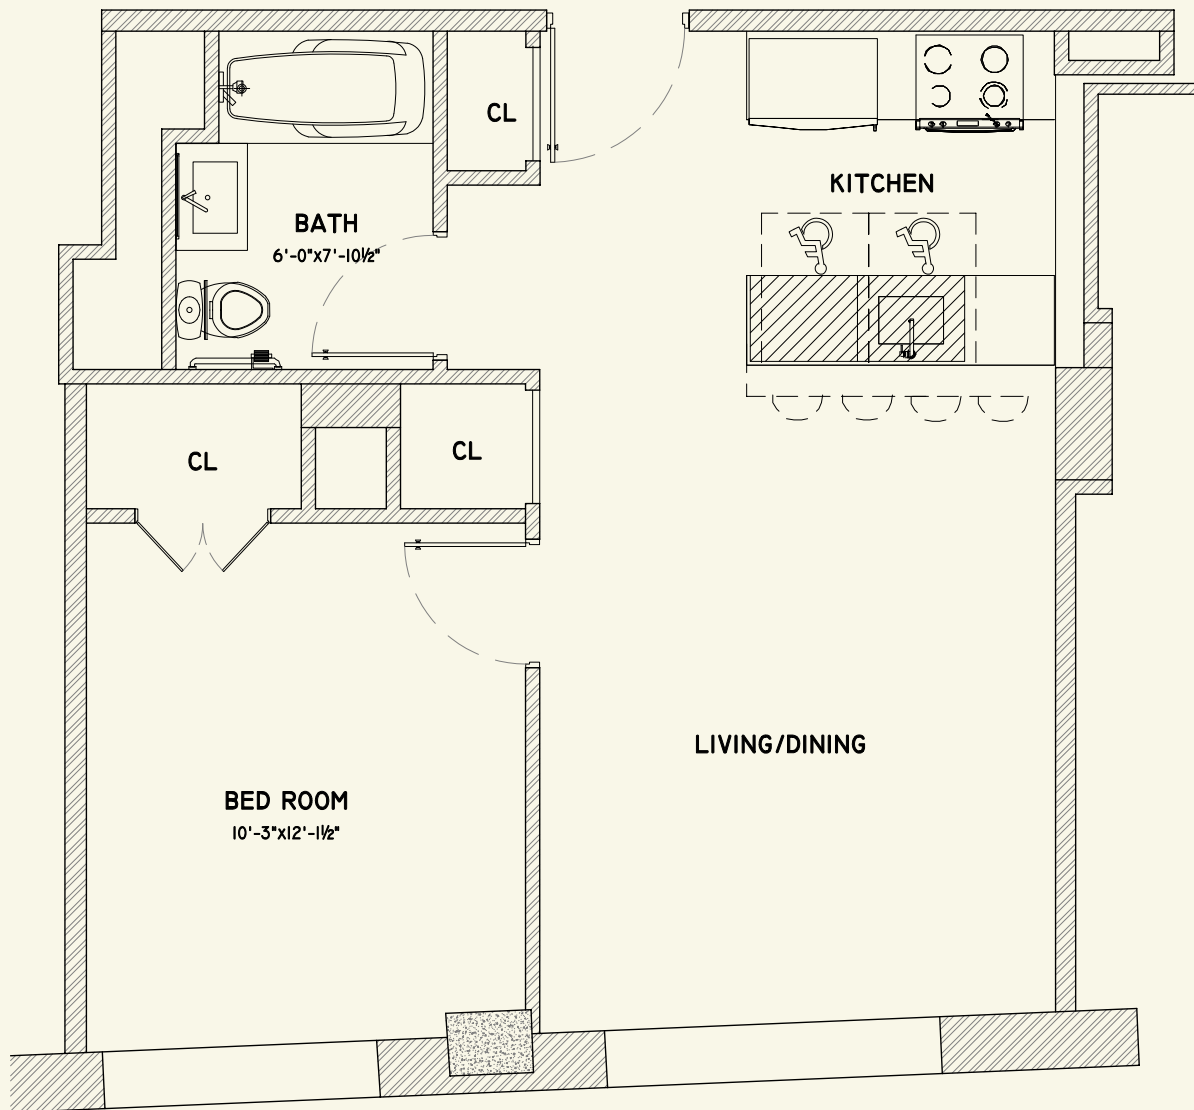 CL
KITCHEN
BATH
6'-0"x7'-10½"
CL
CL
LIVING/DINING
BED ROOM
10'-3"x12'-1½"